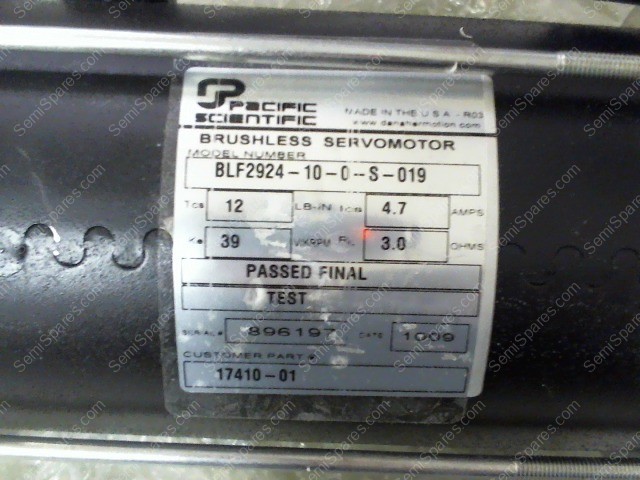 PACIFIC
SCIENTIFIC
MADE IN THE U.S.A. - R03
www.danahermotion.com
BRUSHLESS SERVOMOTOR
MODEL NUMBER
BLF2924-10-0-S-019
Tcs 12 LB-IN Ics 4.7 AMPS
Ke 39 V/KRPM 3.0 OHMS
PASSED FINAL
TEST
SERIAL# 896197 DATE 1009
CUSTOMER PART #
17410-01
SemiSpares.com